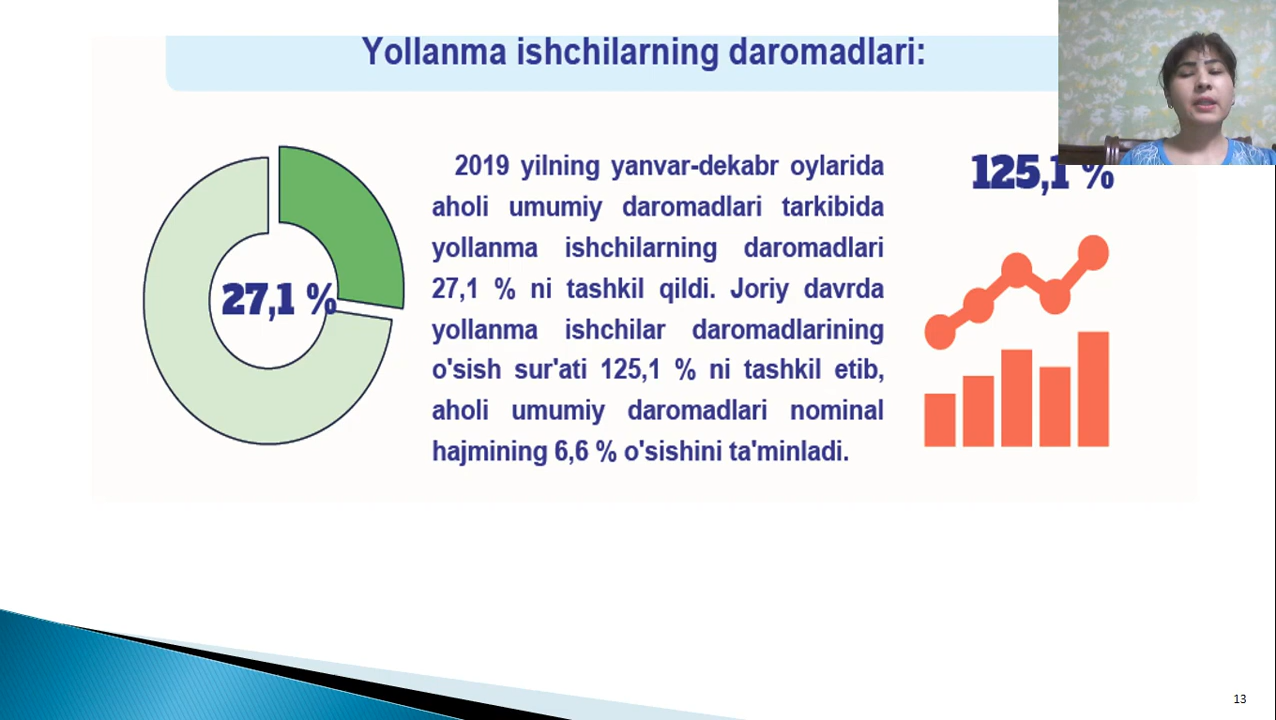 Yollanma ishchilarning daromadlari:
27,1 %
2019 yilning yanvar-dekabr oylarida
aholi umumiy daromadlari tarkibida
yollanma ishchilarning daromadlari
27,1 % ni tashkil qildi. Joriy davrda
yollanma ishchilar daromadlarining
o'sish sur'ati 125,1 % ni tashkil etib,
aholi umumiy daromadlari nominal
hajmining 6,6 % o'sishini ta'minladi.
125,1 %
13